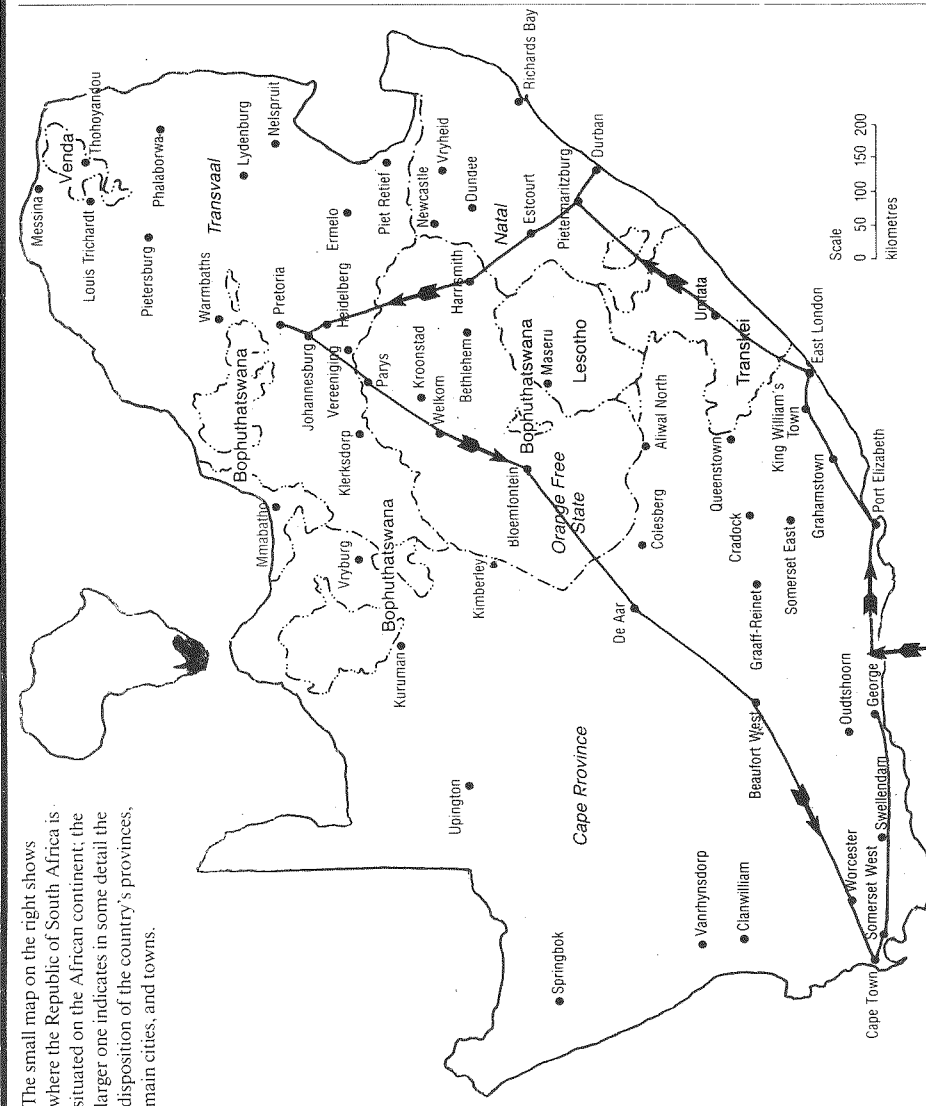 The small map on the right shows
where the Republic of South Africa is
situated on the African continent; the
larger one indicates in some detail the
disposition of the country's provinces,
main cities, and towns.
Messina
Venda
Thohoyandou
Louis Trichardt
Phalaborwa
Pietersburg
Transvaal
Lydenburg
Nelspruit
Warmbaths
Bophuthatswana
Pretoria
Johannesburg
Heidelberg
Ermelo
Vereeniging
Piet Retief
Mmabatho
Klerksdorp
Parys
Vryburg
Bophuthatswana
Kuruman
Kroonstad
Newcastle
Vryheid
Welkom
Bethlehem
Harrismith
Dundee
Natal
Richards Bay
Upington
Kimberley
Bloemfontein
Bophuthatswana
Maseru
Lesotho
Estcourt
Pietermaritzburg
Durban
Springbok
Cape Rrovince
Orange Free
State
De Aar
Colesberg
Aliwal North
Umtata
Transkei
Vanrhynsdorp
Clanwilliam
Beaufort West
Graaff-Reinet
Cradock
Queenstown
Somerset East
King William's
Town
East London
Grahamstown
Port Elizabeth
Oudtshoorn
George
Worcester
Somerset West
Swellendam
Cape Town
Scale
0 50 100 150 200
kilometres